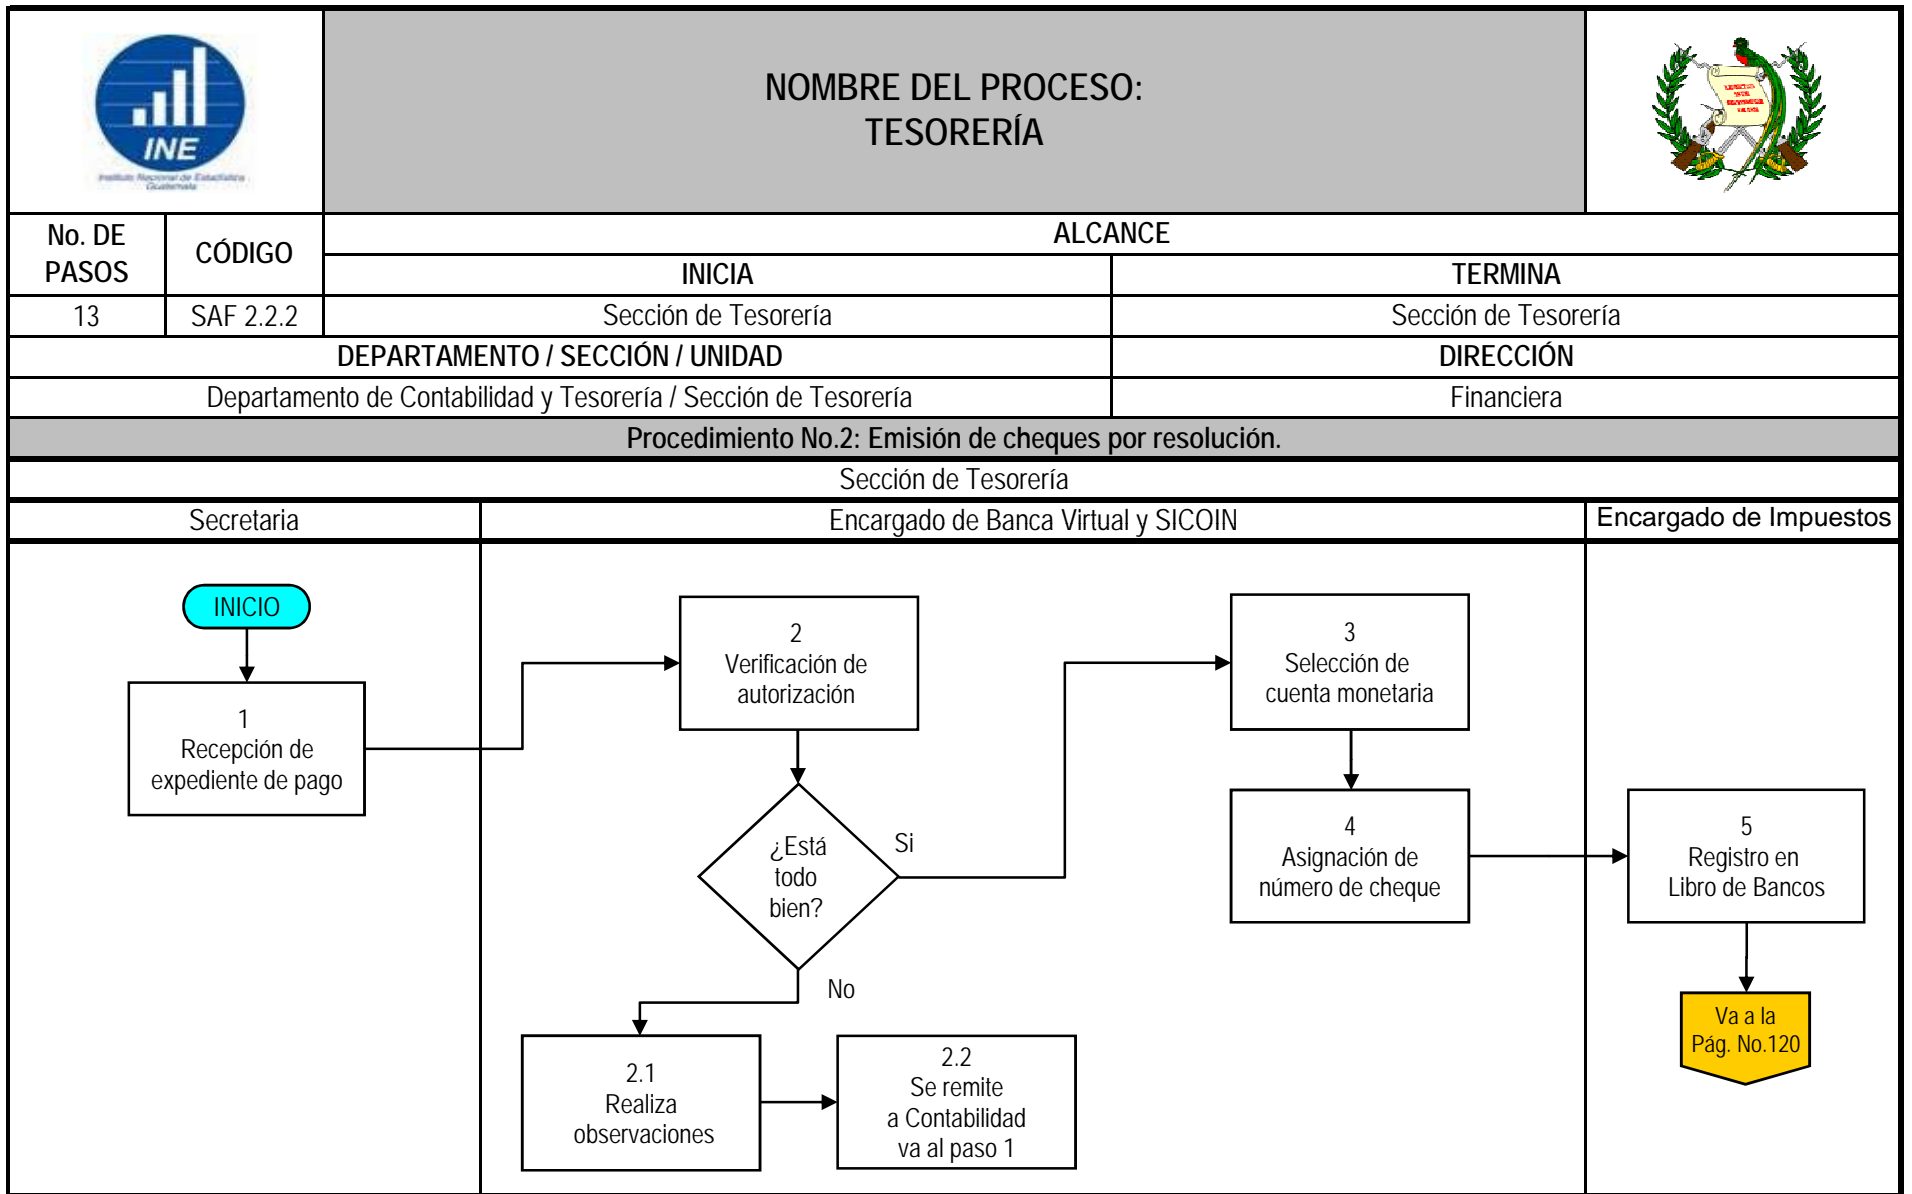 INE
Instituto Nacional de Estadística
Guatemala
NOMBRE DEL PROCESO:
TESORERÍA
No. DE
PASOS
CÓDIGO
ALCANCE
INICIA
TERMINA
13
SAF 2.2.2
Sección de Tesorería
Sección de Tesorería
DEPARTAMENTO / SECCIÓN / UNIDAD
DIRECCIÓN
Departamento de Contabilidad y Tesorería / Sección de Tesorería
Financiera
Procedimiento No.2: Emisión de cheques por resolución.
Sección de Tesorería
Secretaria
Encargado de Banca Virtual y SICOIN
Encargado de Impuestos
INICIO
1
Recepción de
expediente de pago
2
Verificación de
autorización
¿Está
todo
bien?
Si
No
2.1
Realiza
observaciones
2.2
Se remite
a Contabilidad
va al paso 1
3
Selección de
cuenta monetaria
4
Asignación de
número de cheque
5
Registro en
Libro de Bancos
Va a la
Pág. No.120